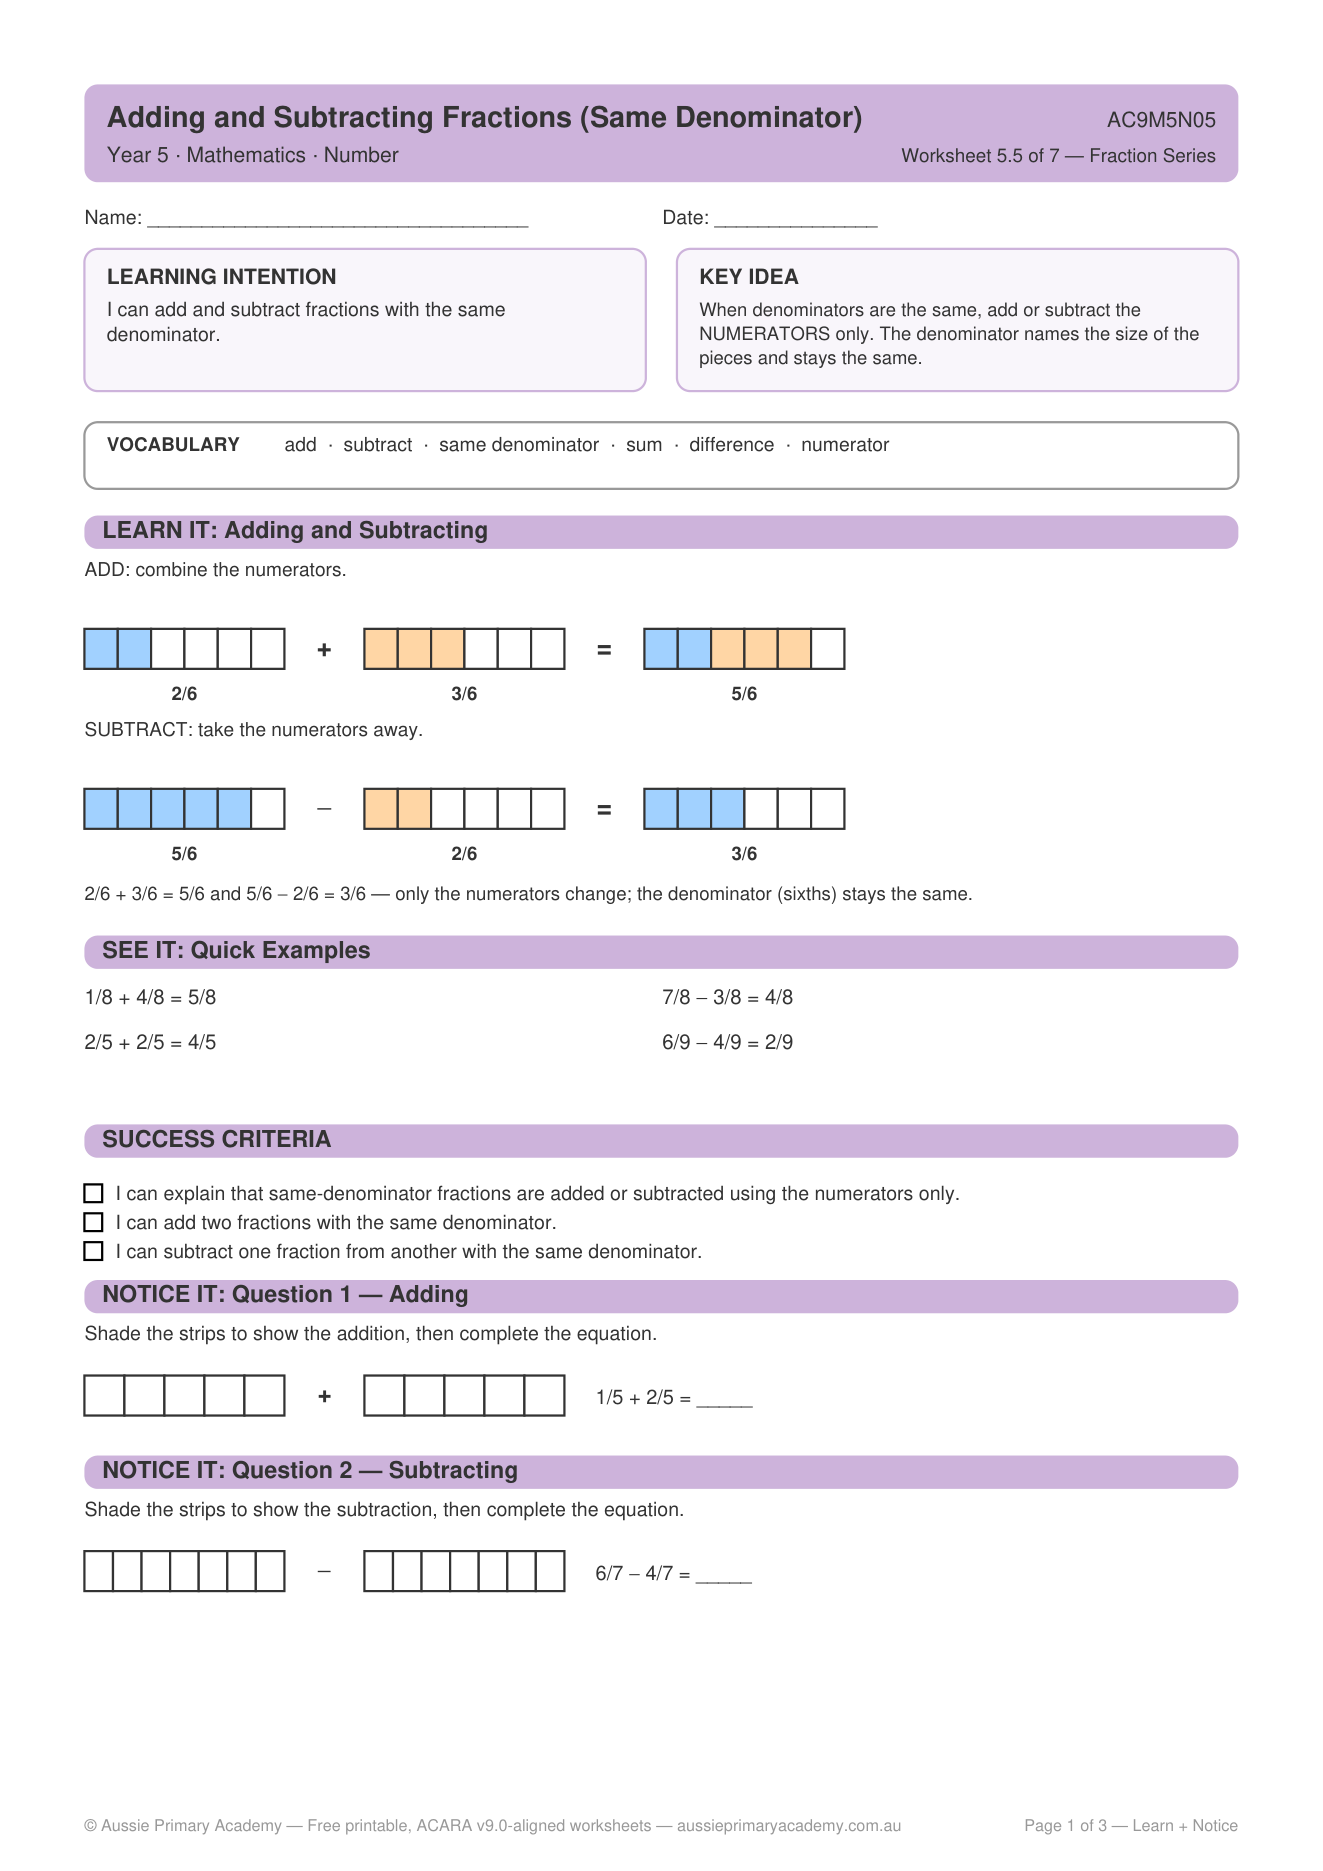 Adding and Subtracting Fractions (Same Denominator)
AC9M5N05
Year 5 · Mathematics · Number
Worksheet 5.5 of 7 — Fraction Series
Name: ___________________________________
Date: _______________
LEARNING INTENTION
I can add and subtract fractions with the same
denominator.
KEY IDEA
When denominators are the same, add or subtract the
NUMERATORS only. The denominator names the size of the
pieces and stays the same.
VOCABULARY add · subtract · same denominator · sum · difference · numerator
LEARN IT: Adding and Subtracting
ADD: combine the numerators.
+ =
2/6 3/6 5/6
SUBTRACT: take the numerators away.
– =
5/6 2/6 3/6
2/6 + 3/6 = 5/6 and 5/6 – 2/6 = 3/6 — only the numerators change; the denominator (sixths) stays the same.
SEE IT: Quick Examples
1/8 + 4/8 = 5/8 7/8 – 3/8 = 4/8
2/5 + 2/5 = 4/5 6/9 – 4/9 = 2/9
SUCCESS CRITERIA
I can explain that same-denominator fractions are added or subtracted using the numerators only.
I can add two fractions with the same denominator.
I can subtract one fraction from another with the same denominator.
NOTICE IT: Question 1 — Adding
Shade the strips to show the addition, then complete the equation.
+ 1/5 + 2/5 = _____
NOTICE IT: Question 2 — Subtracting
Shade the strips to show the subtraction, then complete the equation.
– 6/7 – 4/7 = _____
© Aussie Primary Academy — Free printable, ACARA v9.0-aligned worksheets — aussieprimaryacademy.com.au
Page 1 of 3 — Learn + Notice